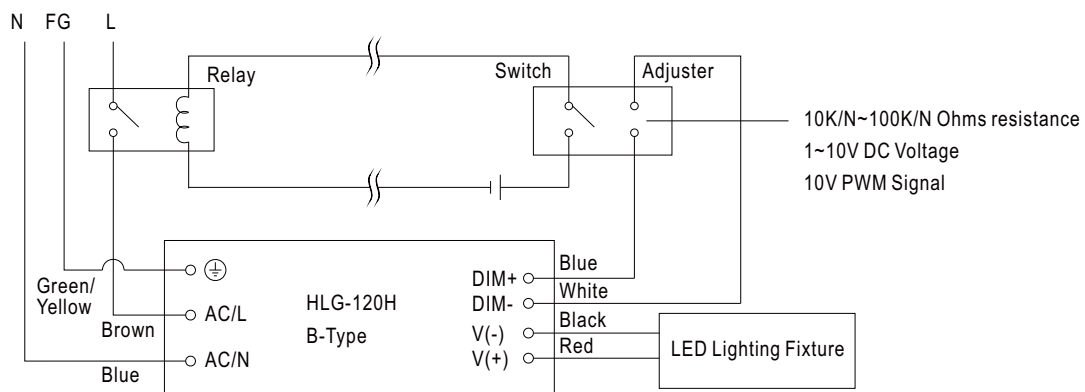 N FG L
Relay
Switch
Adjuster
10K/N~100K/N Ohms resistance
1~10V DC Voltage
10V PWM Signal
Green/
Yellow
Brown
Blue
AC/L
AC/N
HLG-120H
B-Type
DIM+
DIM-
V(-)
V(+)
Blue
White
Black
Red
LED Lighting Fixture